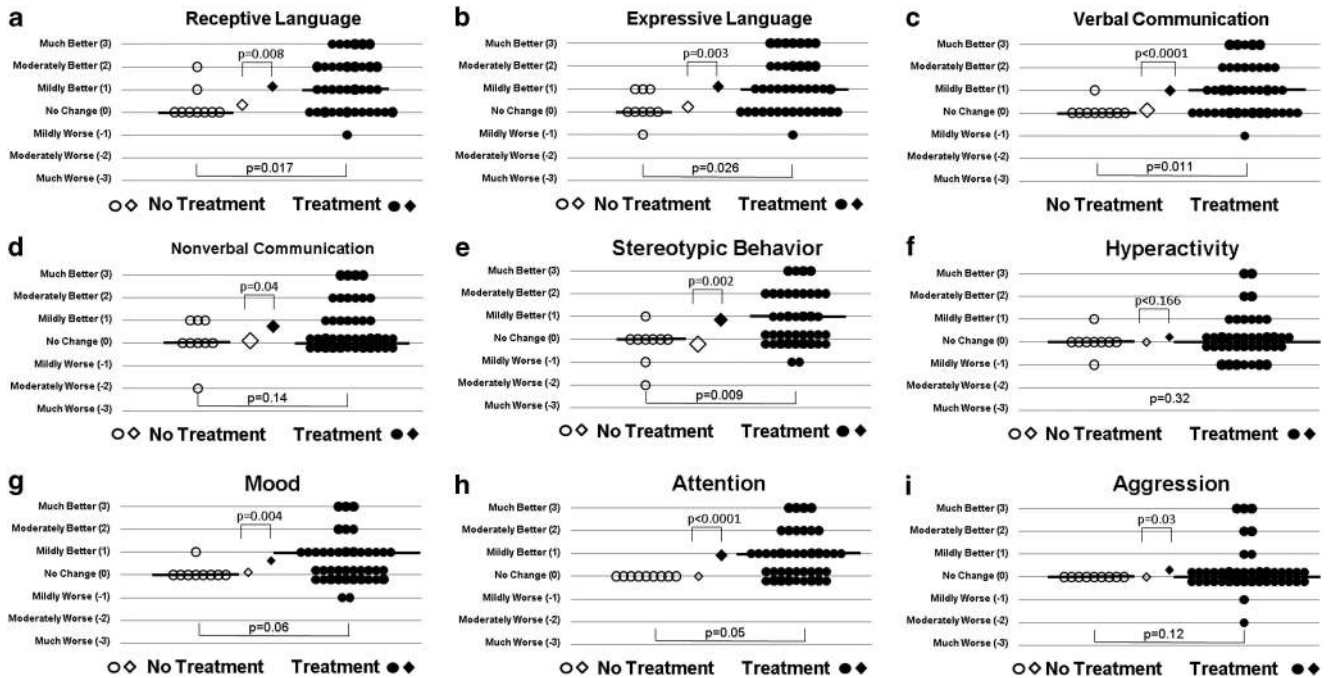 a Receptive Language
Much Better (3)
p=0.008
Moderately Better (2)
Mildly Better (1)
No Change (0)
Mildly Worse (-1)
Moderately Worse (-2)
p=0.017
Much Worse (-3)
No Treatment Treatment
b Expressive Language
Much Better (3)
p=0.003
Moderately Better (2)
Mildly Better (1)
No Change (0)
Mildly Worse (-1)
Moderately Worse (-2)
p=0.026
Much Worse (-3)
No Treatment Treatment
c Verbal Communication
Much Better (3)
p<0.0001
Moderately Better (2)
Mildly Better (1)
No Change (0)
Mildly Worse (-1)
Moderately Worse (-2)
p=0.011
Much Worse (-3)
No Treatment Treatment
d Nonverbal Communication
Much Better (3)
p=0.04
Moderately Better (2)
Mildly Better (1)
No Change (0)
Mildly Worse (-1)
Moderately Worse (-2)
p=0.14
Much Worse (-3)
No Treatment Treatment
e Stereotypic Behavior
Much Better (3)
p=0.002
Moderately Better (2)
Mildly Better (1)
No Change (0)
Mildly Worse (-1)
Moderately Worse (-2)
p=0.009
Much Worse (-3)
No Treatment Treatment
f Hyperactivity
Much Better (3)
Moderately Better (2)
p<0.166
Mildly Better (1)
No Change (0)
Mildly Worse (-1)
Moderately Worse (-2)
p=0.32
Much Worse (-3)
No Treatment Treatment
g Mood
Much Better (3)
p=0.004
Moderately Better (2)
Mildly Better (1)
No Change (0)
Mildly Worse (-1)
Moderately Worse (-2)
p=0.06
Much Worse (-3)
No Treatment Treatment
h Attention
Much Better (3)
p<0.0001
Moderately Better (2)
Mildly Better (1)
No Change (0)
Mildly Worse (-1)
Moderately Worse (-2)
p=0.05
Much Worse (-3)
No Treatment Treatment
i Aggression
Much Better (3)
p=0.03
Moderately Better (2)
Mildly Better (1)
No Change (0)
Mildly Worse (-1)
Moderately Worse (-2)
p=0.12
Much Worse (-3)
No Treatment Treatment